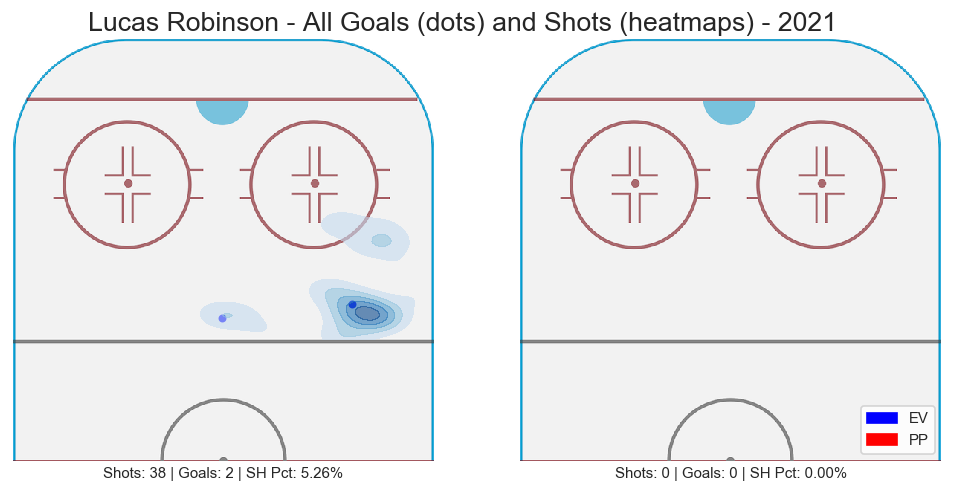 Lucas Robinson - All Goals (dots) and Shots (heatmaps) - 2021
EV
PP
Shots: 38 | Goals: 2 | SH Pct: 5.26%
Shots: 0 | Goals: 0 | SH Pct: 0.00%